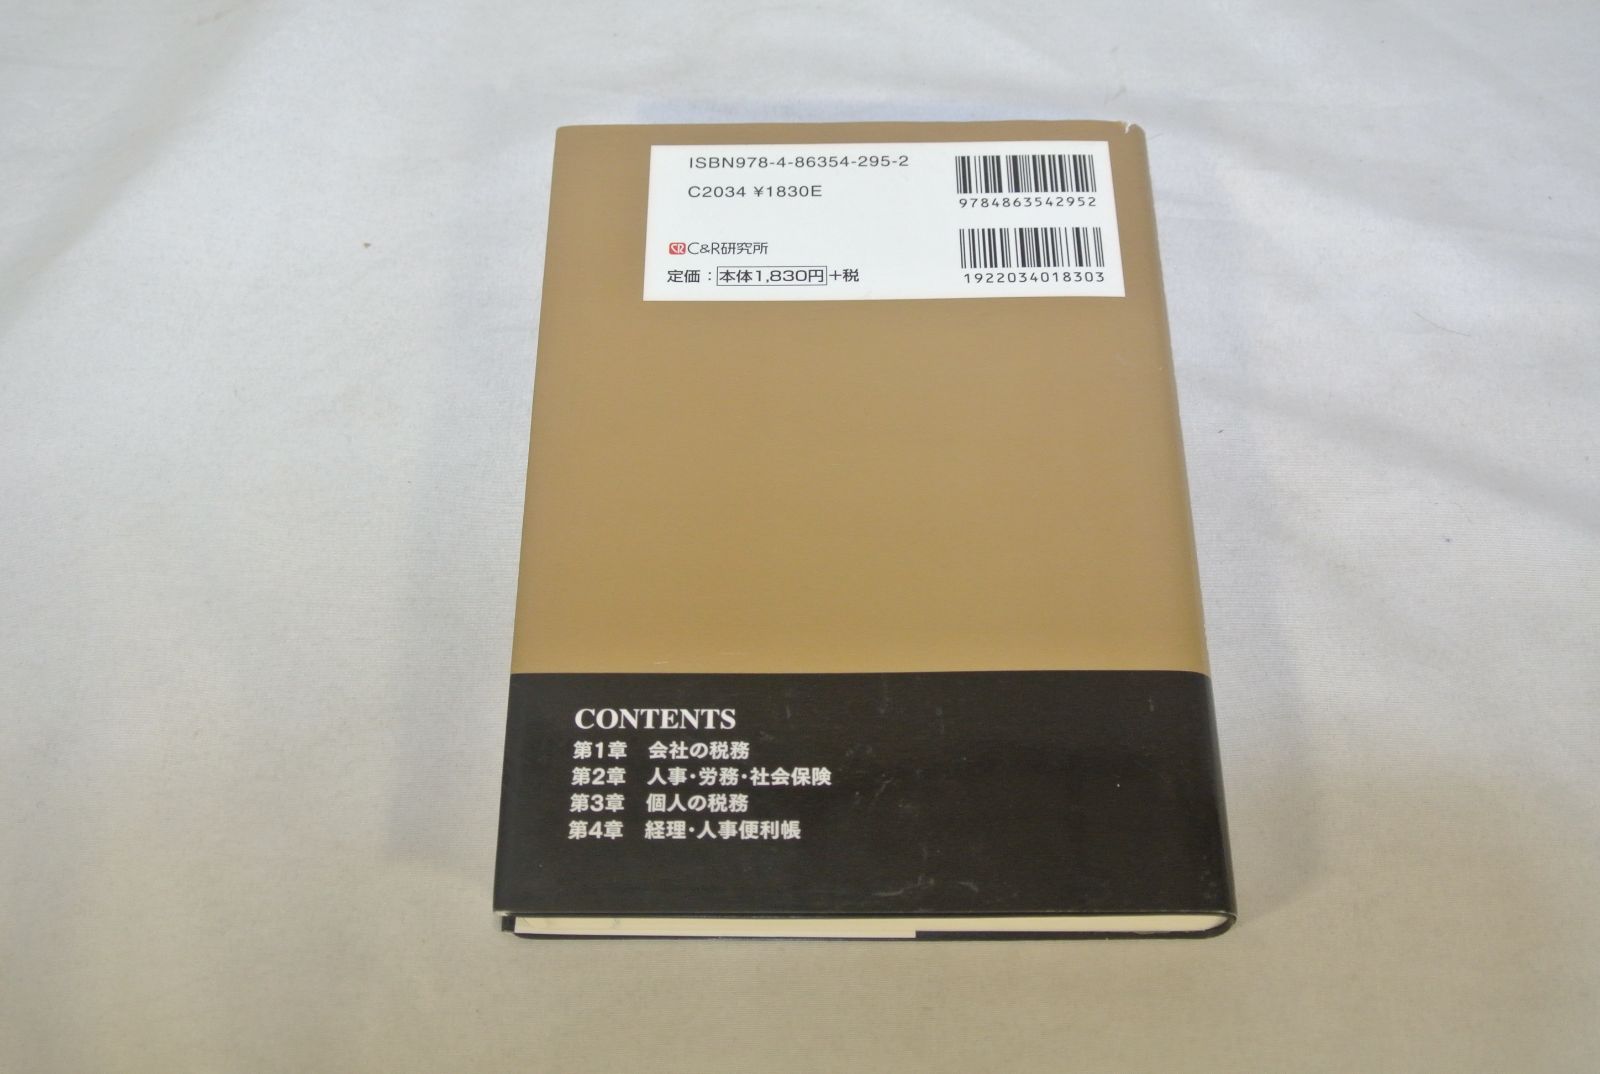 ISBN978-4-86354-295-2
C2034 ¥1830E
9784863542952
CR C&R研究所
定価：本体1,830円+税
1922034018303
CONTENTS
第1章　会社の税務
第2章　人事・労務・社会保険
第3章　個人の税務
第4章　経理・人事便利帳